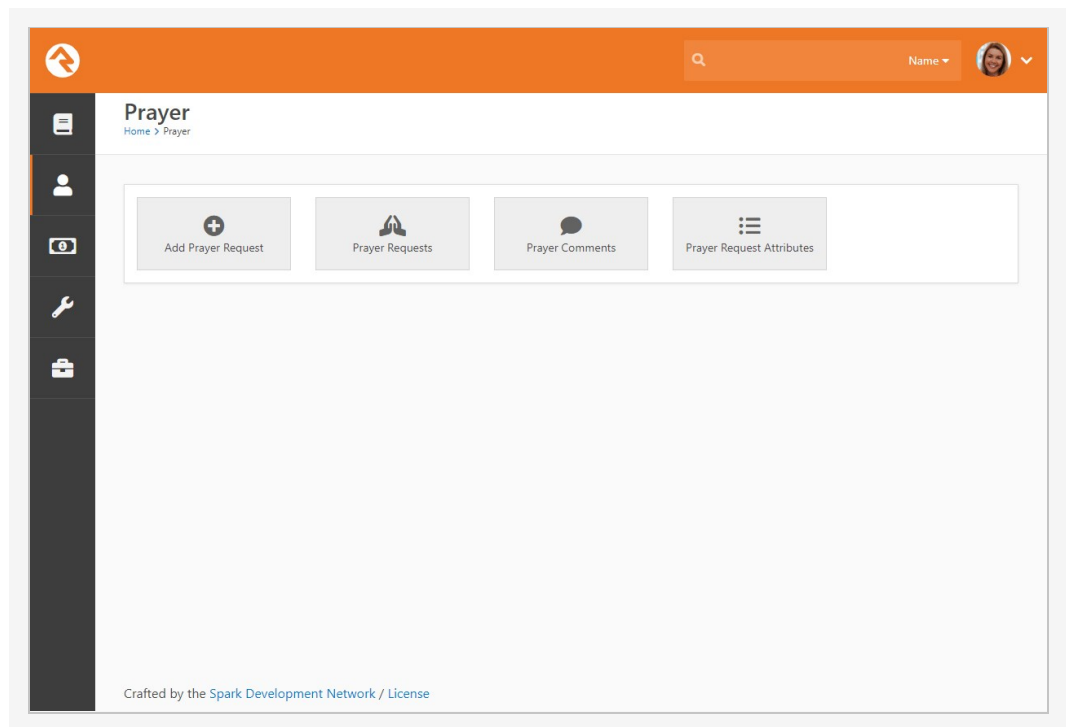 Name
Prayer
Home > Prayer
Add Prayer Request
Prayer Requests
Prayer Comments
Prayer Request Attributes
Crafted by the Spark Development Network / License